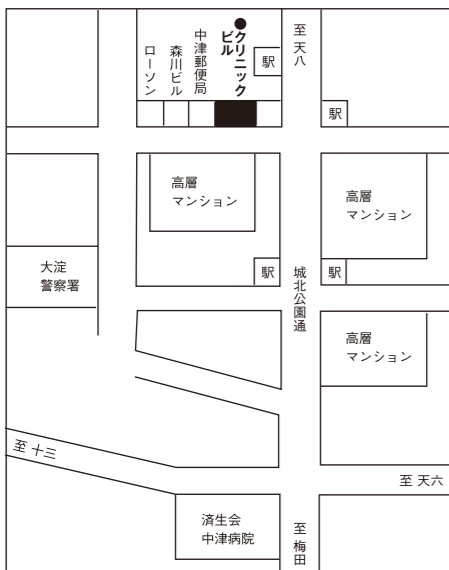 ローソン
森川ビル
中津郵便局
●クリニック
ビル
駅
至 天八
駅
高層
マンション
高層
マンション
大淀
警察署
駅
城北公園通
駅
高層
マンション
至 十三
至 天六
済生会
中津病院
至 梅田